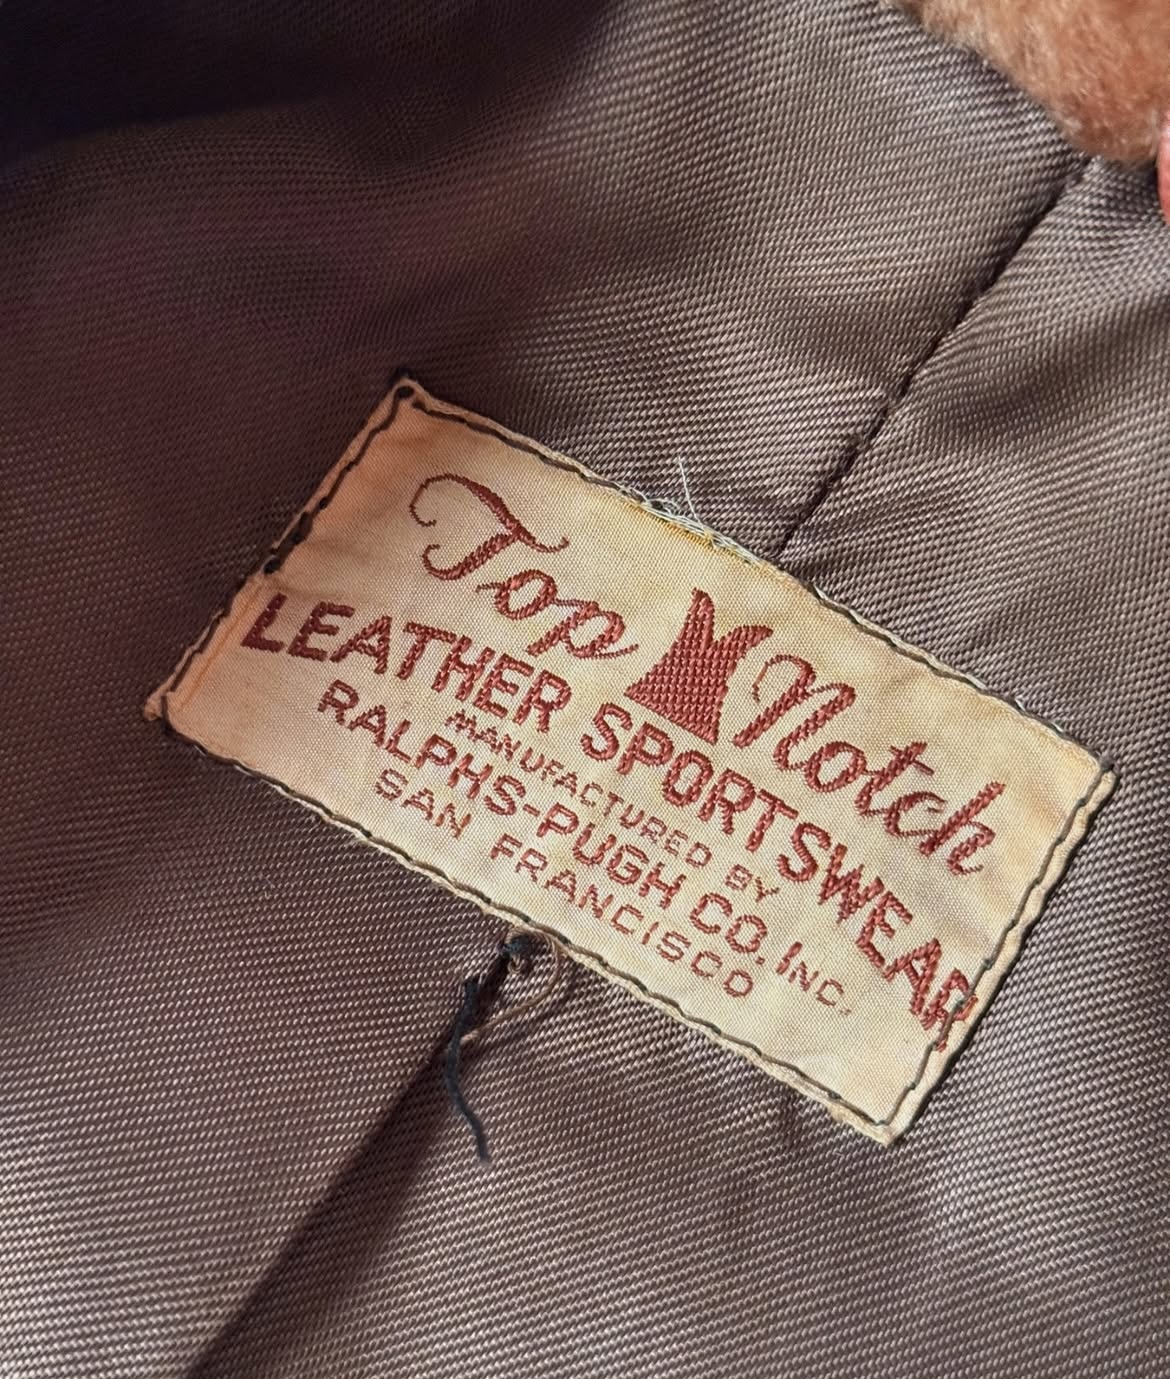 Top Notch
LEATHER SPORTSWEAR
MANUFACTURED BY
RALPHS-PUGH CO. INC.
SAN FRANCISCO